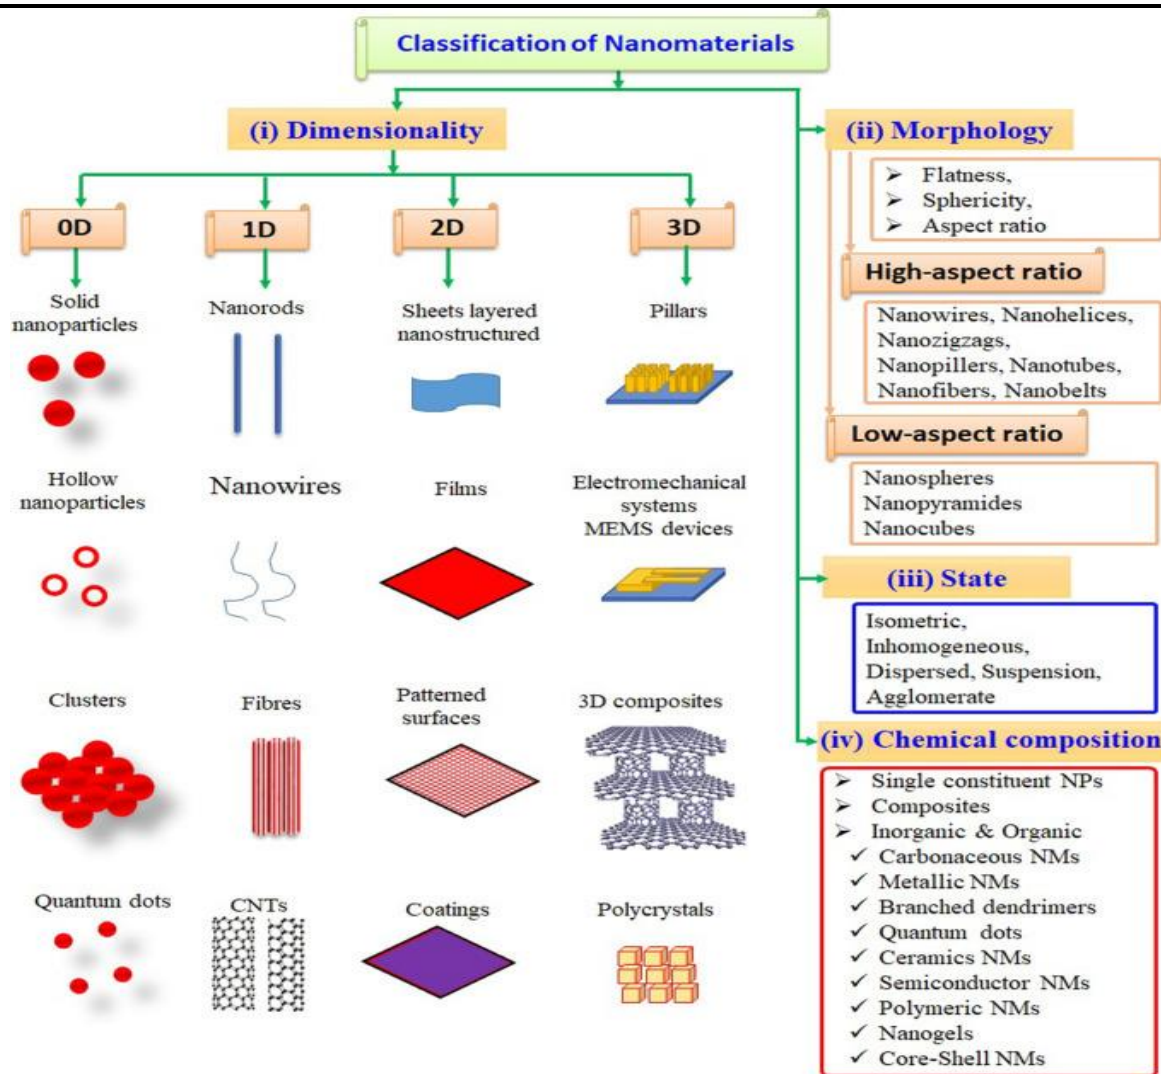 Classification of Nanomaterials
(i) Dimensionality
0D
1D
2D
3D
Solid
nanoparticles
Nanorods
Sheets layered
nanostructured
Pillars
Hollow
nanoparticles
Nanowires
Films
Electromechanical
systems
MEMS devices
Clusters
Fibres
Patterned
surfaces
3D composites
Quantum dots
CNTs
Coatings
Polycrystals
(ii) Morphology
➢ Flatness,
➢ Sphericity,
➢ Aspect ratio
High-aspect ratio
Nanowires, Nanohelices,
Nanozigzags,
Nanopillers, Nanotubes,
Nanofibers, Nanobelts
Low-aspect ratio
Nanospheres
Nanopyramides
Nanocubes
(iii) State
Isometric,
Inhomogeneous,
Dispersed, Suspension,
Agglomerate
(iv) Chemical composition
➢ Single constituent NPs
➢ Composites
➢ Inorganic & Organic
✓ Carbonaceous NMs
✓ Metallic NMs
✓ Branched dendrimers
✓ Quantum dots
✓ Ceramics NMs
✓ Semiconductor NMs
✓ Polymeric NMs
✓ Nanogels
✓ Core-Shell NMs